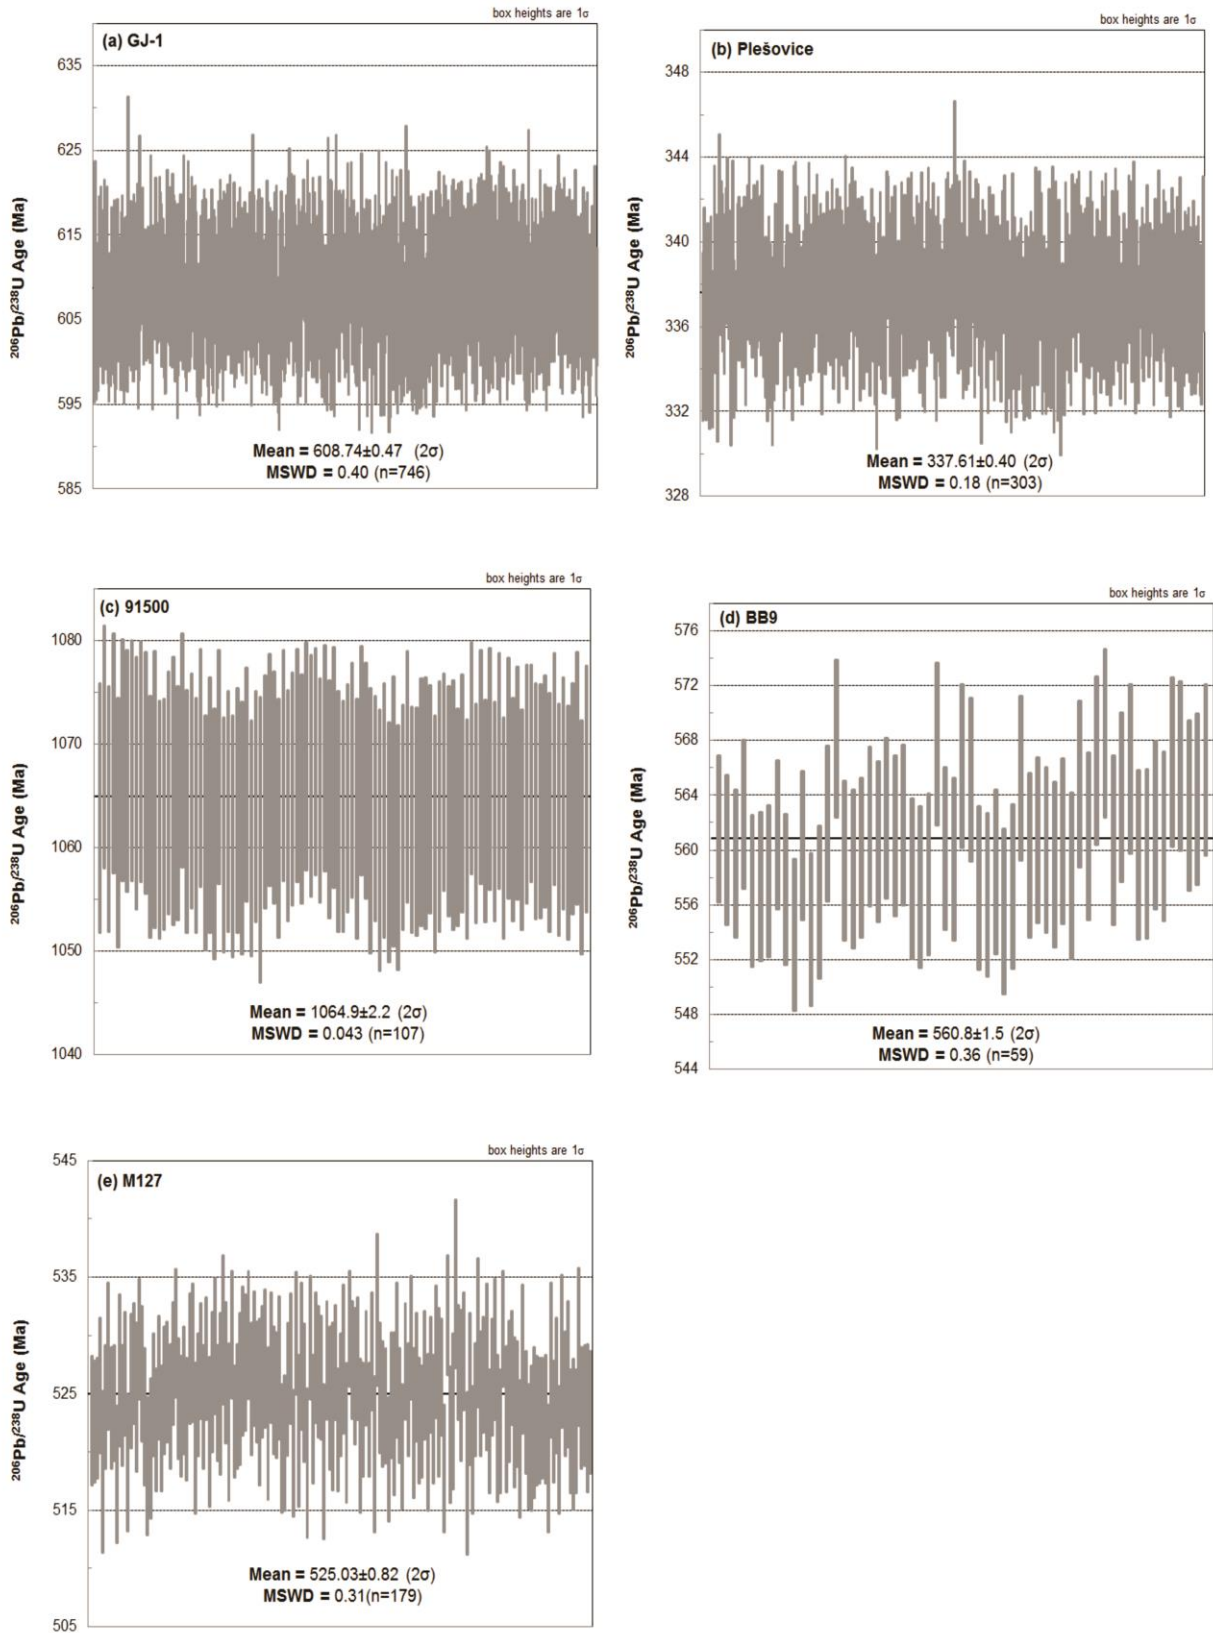 box heights are 1σ
(a) GJ-1
635
625
615
605
595
585
206Pb/238U Age (Ma)
Mean = 608.74±0.47 (2σ)
MSWD = 0.40 (n=746)
box heights are 1σ
(b) Plešovice
348
344
340
336
332
328
206Pb/238U Age (Ma)
Mean = 337.61±0.40 (2σ)
MSWD = 0.18 (n=303)
box heights are 1σ
(c) 91500
1080
1070
1060
1050
1040
206Pb/238U Age (Ma)
Mean = 1064.9±2.2 (2σ)
MSWD = 0.043 (n=107)
box heights are 1σ
(d) BB9
576
572
568
564
560
556
552
548
544
206Pb/238U Age (Ma)
Mean = 560.8±1.5 (2σ)
MSWD = 0.36 (n=59)
box heights are 1σ
(e) M127
545
535
525
515
505
206Pb/238U Age (Ma)
Mean = 525.03±0.82 (2σ)
MSWD = 0.31(n=179)